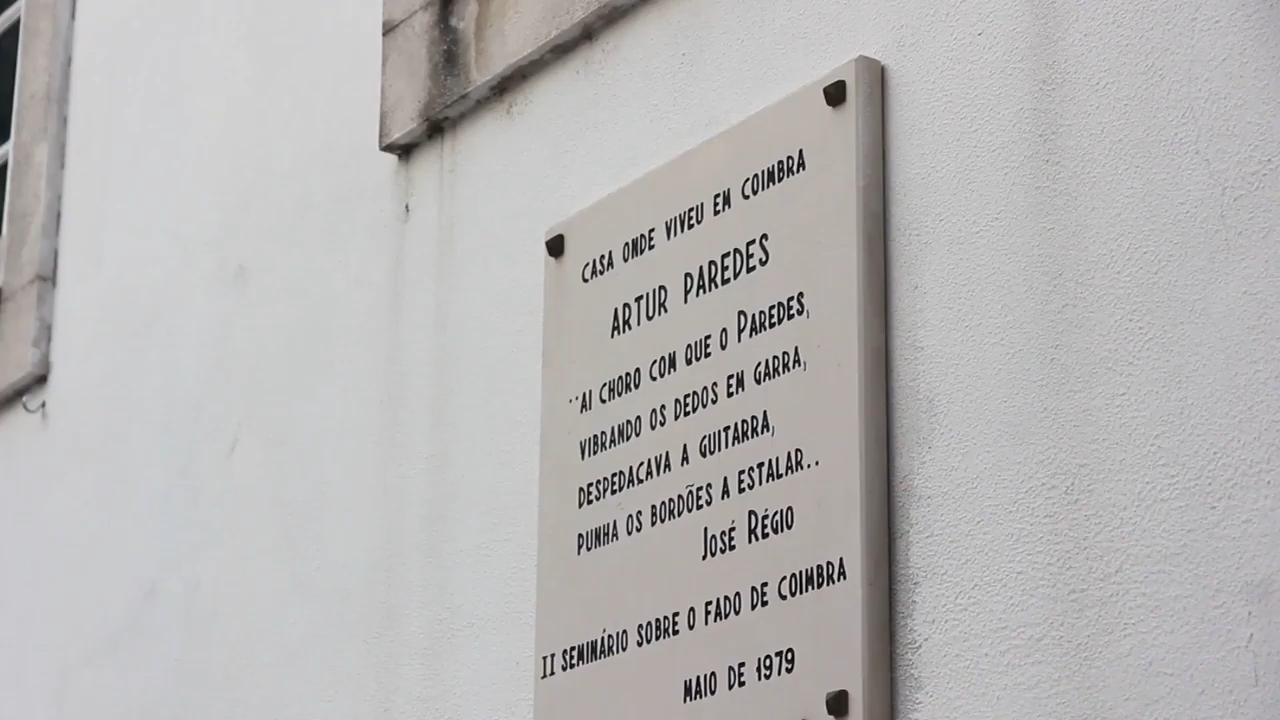 CASA ONDE VIVEU EM COIMBRA
ARTUR PAREDES
"AI CHORO COM QUE O PAREDES,
VIBRANDO OS DEDOS EM GARRA,
DESPEDAÇAVA A GUITARRA,
PUNHA OS BORDÕES A ESTALAR..
JOSÉ RÉGIO
II SEMINÁRIO SOBRE O FADO DE COIMBRA
MAIO DE 1979